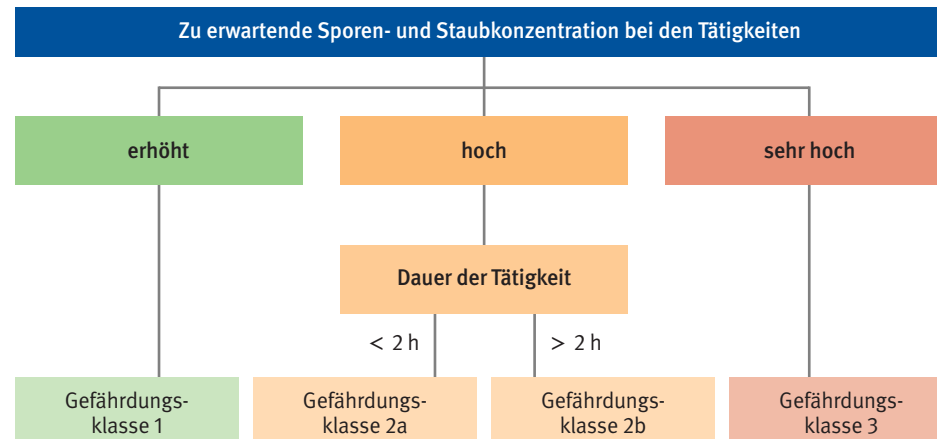 Zu erwartende Sporen- und Staubkonzentration bei den Tätigkeiten
erhöht
hoch
sehr hoch
Dauer der Tätigkeit
< 2 h
> 2 h
Gefährdungs-
klasse 1
Gefährdungs-
klasse 2a
Gefährdungs-
klasse 2b
Gefährdungs-
klasse 3